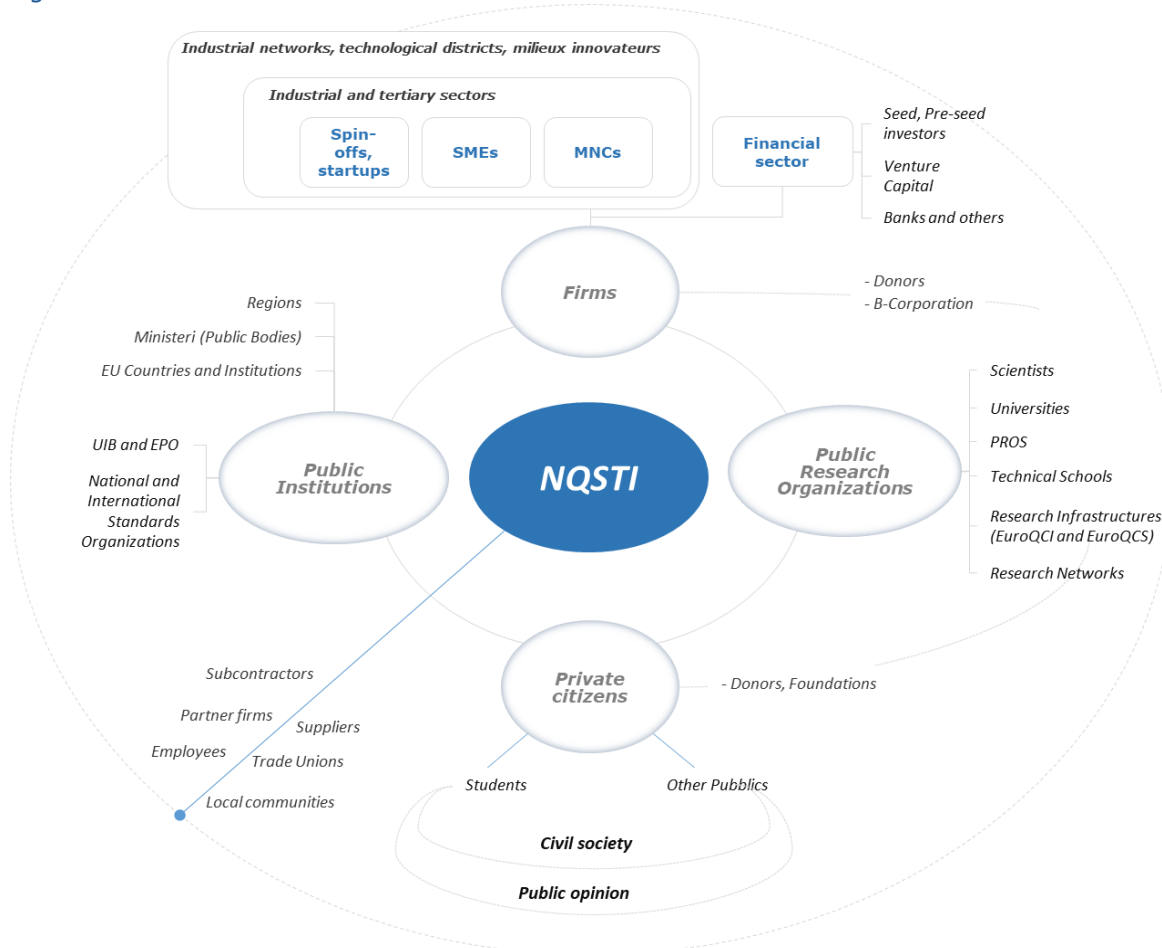 Industrial networks, technological districts, milieux innovateurs
Industrial and tertiary sectors
Spin-
offs,
startups
SMEs
MNCs
Financial
sector
Seed, Pre-seed
investors
Venture
Capital
Banks and others
Firms
- Donors
- B-Corporation
Regions
Ministeri (Public Bodies)
EU Countries and Institutions
UIB and EPO
National and
International
Standards
Organizations
Public
Institutions
NQSTI
Public
Research
Organizations
Scientists
Universities
PROS
Technical Schools
Research Infrastructures
(EuroQCI and EuroQCS)
Research Networks
Subcontractors
Partner firms
Suppliers
Employees
Trade Unions
Local communities
Private
citizens
- Donors, Foundations
Students
Other Pubblics
Civil society
Public opinion